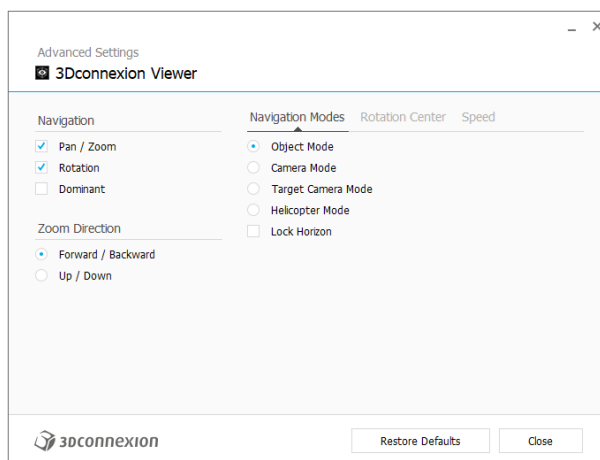 Advanced Settings
3Dconnexion Viewer
Navigation
Pan / Zoom
Rotation
Dominant
Zoom Direction
Forward / Backward
Up / Down
Navigation Modes Rotation Center Speed
Object Mode
Camera Mode
Target Camera Mode
Helicopter Mode
Lock Horizon
3Dconnexion
Restore Defaults Close